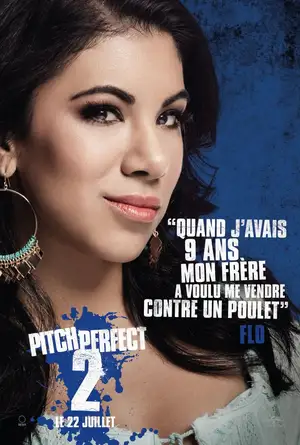 "QUAND J'AVAIS
9 ANS
MON FRÈRE
A VOULU ME VENDRE
CONTRE UN POULET"
FLO
PITCH PERFECT
2
LE 22 JUILLET